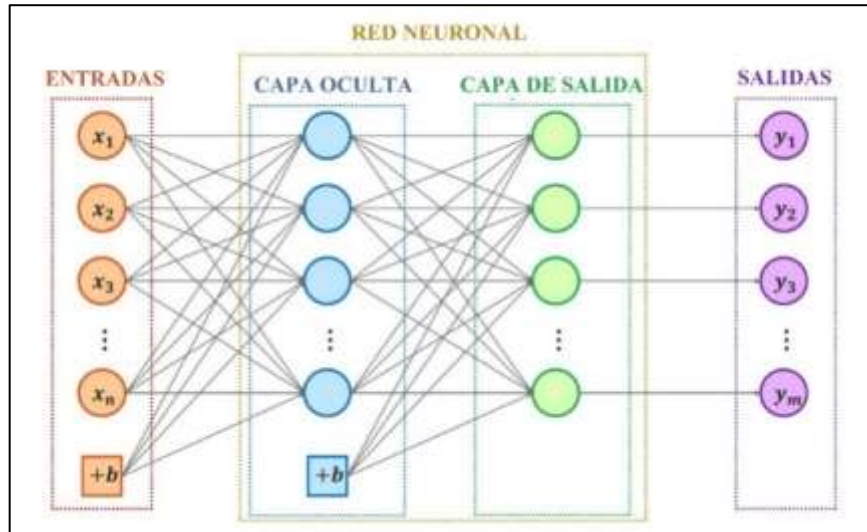 RED NEURONAL
ENTRADAS
CAPA OCULTA
CAPA DE SALIDA
SALIDAS
x₁
y₁
x₂
y₂
x₃
y₃
⋮
⋮
⋮
⋮
xₙ
yₘ
+b
+b